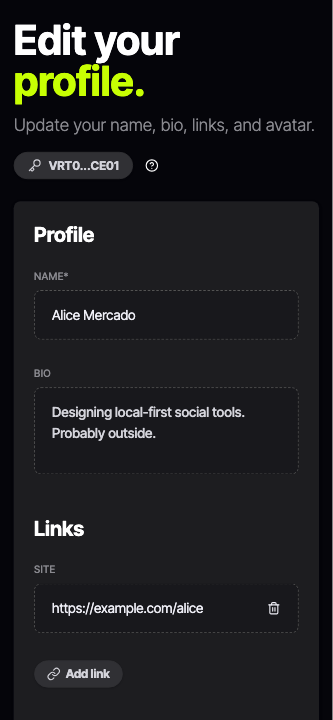 Edit your
profile.
Update your name, bio, links, and avatar.
VRT0...CE01
Profile
NAME*
Alice Mercado
BIO
Designing local-first social tools.
Probably outside.
Links
SITE
https://example.com/alice
Add link